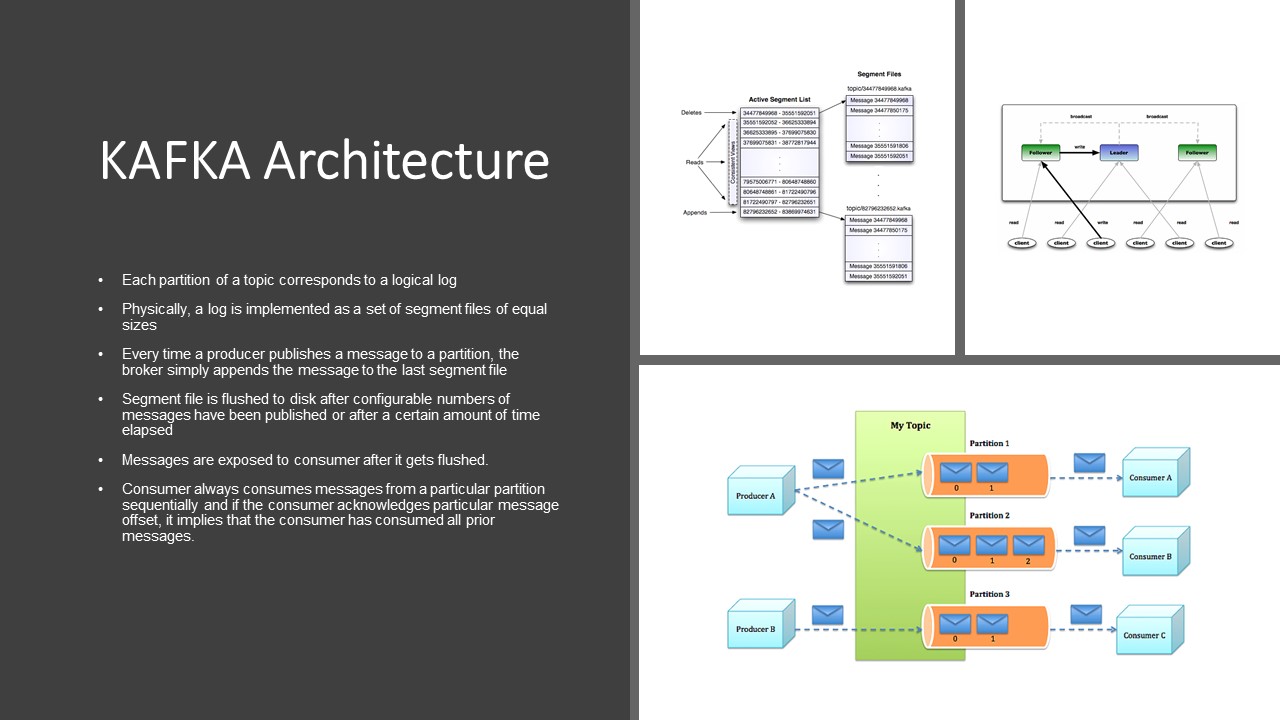 KAFKA Architecture
• Each partition of a topic corresponds to a logical log
• Physically, a log is implemented as a set of segment files of equal
sizes
• Every time a producer publishes a message to a partition, the
broker simply appends the message to the last segment file
• Segment file is flushed to disk after configurable numbers of
messages have been published or after a certain amount of time
elapsed
• Messages are exposed to consumer after it gets flushed.
• Consumer always consumes messages from a particular partition
sequentially and if the consumer acknowledges particular message
offset, it implies that the consumer has consumed all prior
messages.
Segment Files
topic/34477849968.kafka
Active Segment List
Message 34477849968
Message 34477850175
Message 35551591806
Message 35551592051
Deletes
Reads
Appends
34477849968 - 35551592051
35551592052 - 36625333894
36625333895 - 37699075830
37699075831 - 38772817944
79575006771 - 80648748860
80648748861 - 81722490796
81722490797 - 82796232651
82796232652 - 83869974631
topic/82796232652.kafka
Message 34477849968
Message 34477850175
Message 35551591806
Message 35551592051
broadcast
broadcast
Follower
write
Leader
Follower
read
read
write
read
read
read
client
client
client
client
client
client
My Topic
Partition 1
Producer A
0
1
Consumer A
Partition 2
0
1
2
Consumer B
Partition 3
Producer B
0
1
Consumer C